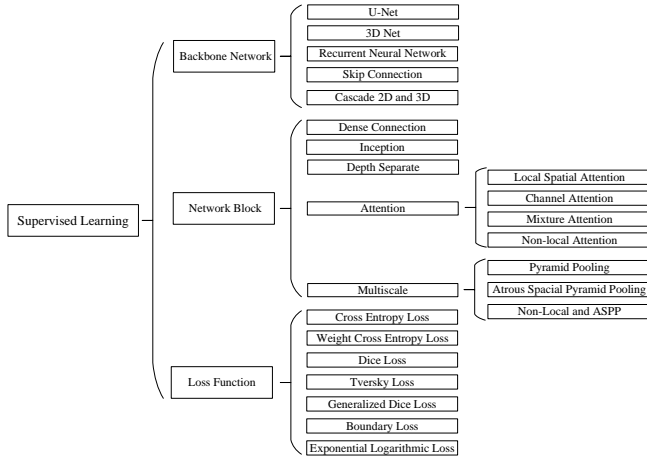 Supervised Learning
Backbone Network
U-Net
3D Net
Recurrent Neural Network
Skip Connection
Cascade 2D and 3D
Network Block
Dense Connection
Inception
Depth Separate
Attention
Local Spatial Attention
Channel Attention
Mixture Attention
Non-local Attention
Multiscale
Pyramid Pooling
Atrous Spacial Pyramid Pooling
Non-Local and ASPP
Loss Function
Cross Entropy Loss
Weight Cross Entropy Loss
Dice Loss
Tversky Loss
Generalized Dice Loss
Boundary Loss
Exponential Logarithmic Loss